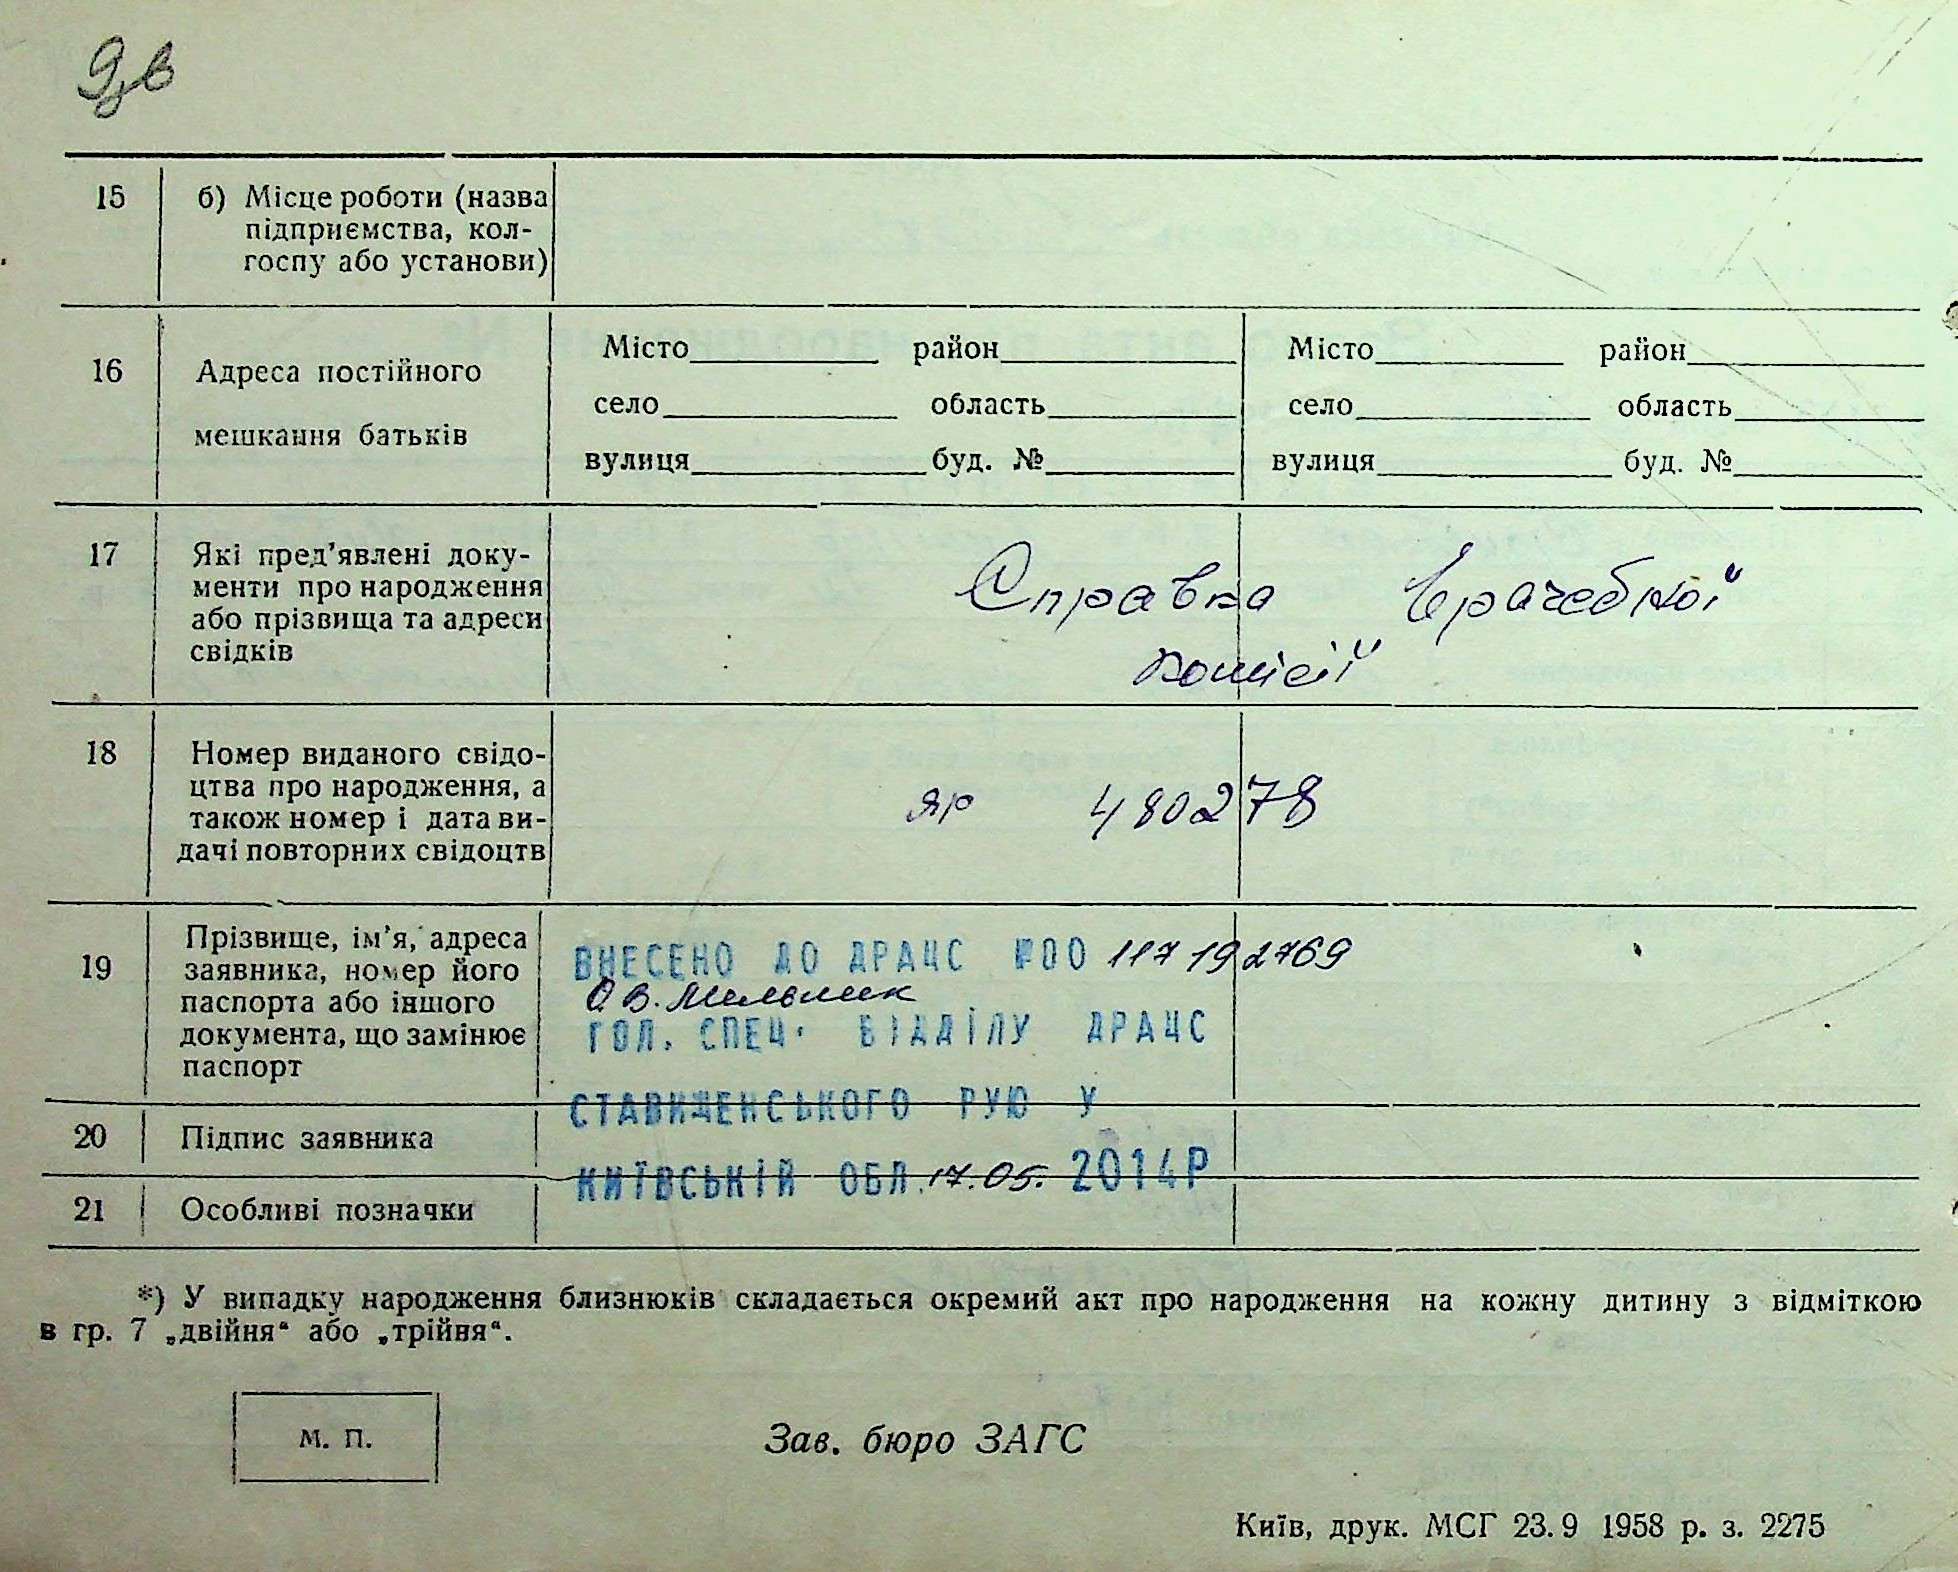 15 б) Місце роботи (назва
підприємства, кол-
госпу або установи)
16 Адреса постійного
мешкання батьків
Місто район
село область
вулиця буд. №
Місто район
село область
вулиця буд. №
17 Які пред'явлені доку-
менти про народження
або прізвища та адреси
свідків
Справка врачебної
комісії
18 Номер виданого свідо-
цтва про народження, а
також номер і дата ви-
дачі повторних свідоцтв
яр 480278
19 Прізвище, ім'я, адреса
заявника, номер його
паспорта або іншого
документа, що замінює
паспорт
ВНЕСЕНО ДО ДРАЦС №00 117192769
О.В. Мельник
ГОЛ. СПЕЦ. ВІДДІЛУ ДРАЦС
СТАВИЩЕНСЬКОГО РУЮ У
КИЇВСЬКІЙ ОБЛ. 17.05. 2014Р
20 Підпис заявника
21 Особливі позначки
*) У випадку народження близнюків складається окремий акт про народження на кожну дитину з відміткою
в гр. 7 „двійня“ або „трійня“.
М. П.
Зав. бюро ЗАГС
Київ, друк. МСГ 23.9 1958 р. з. 2275